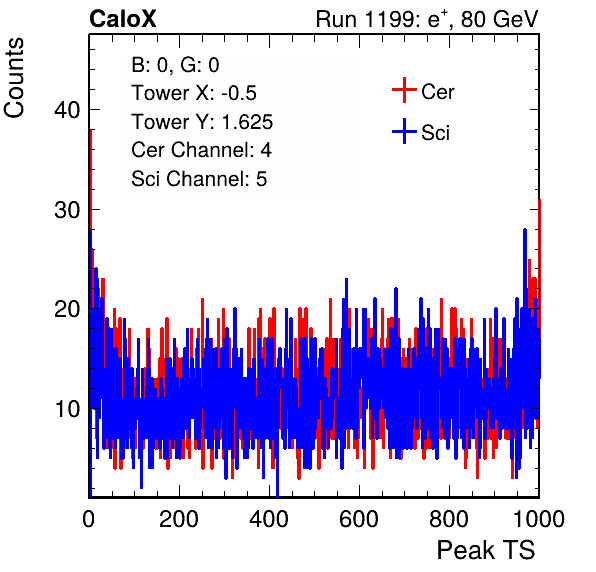 CaloX Run 1199: e⁺, 80 GeV
Counts
B: 0, G: 0
Tower X: -0.5
Tower Y: 1.625
Cer Channel: 4
Sci Channel: 5
Cer
Sci
40
30
20
10
0 200 400 600 800 1000
Peak TS